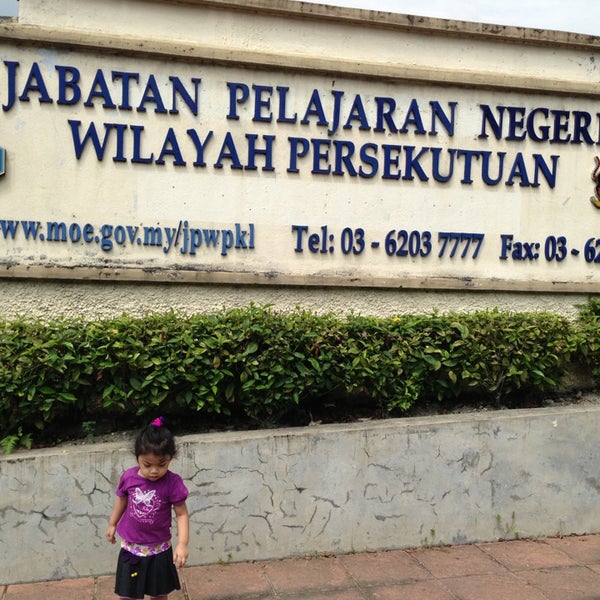 JABATAN PELAJARAN NEGERI
WILAYAH PERSEKUTUAN
www.moe.gov.my/jpwpkl Tel: 03 - 6203 7777 Fax: 03 - 62